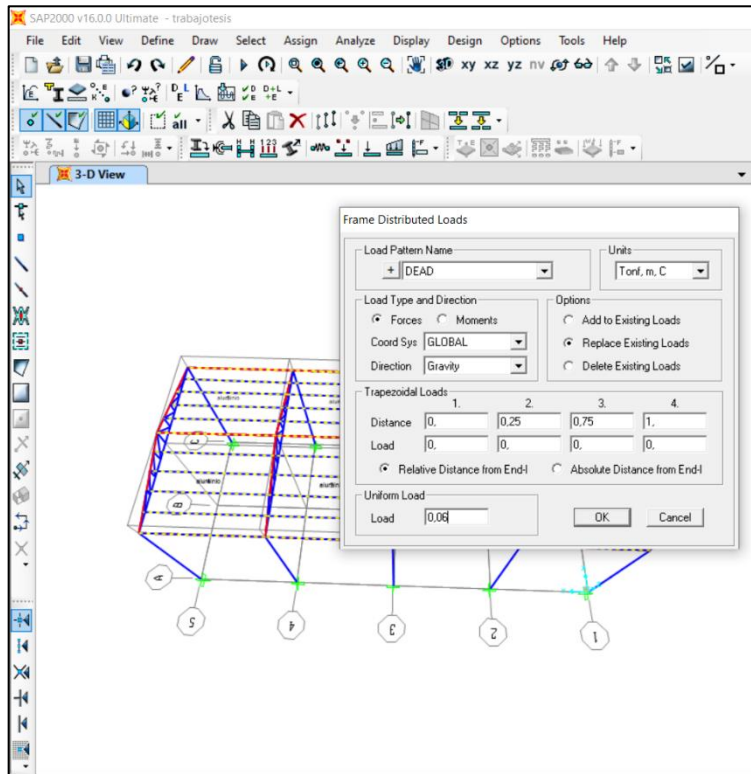 SAP2000 v16.0.0 Ultimate - trabajotesis
File Edit View Define Draw Select Assign Analyze Display Design Options Tools Help
3D xy xz yz nv
all
3-D View
Frame Distributed Loads
Load Pattern Name
+ DEAD
Units
Tonf, m, C
Load Type and Direction
Forces Moments
Coord Sys GLOBAL
Direction Gravity
Options
Add to Existing Loads
Replace Existing Loads
Delete Existing Loads
Trapezoidal Loads
1. 2. 3. 4.
Distance 0, 0,25 0,75 1,
Load 0, 0, 0, 0,
Relative Distance from End-I Absolute Distance from End-I
Uniform Load
Load 0,06
OK Cancel
C
B
A
5 4 3 2 1